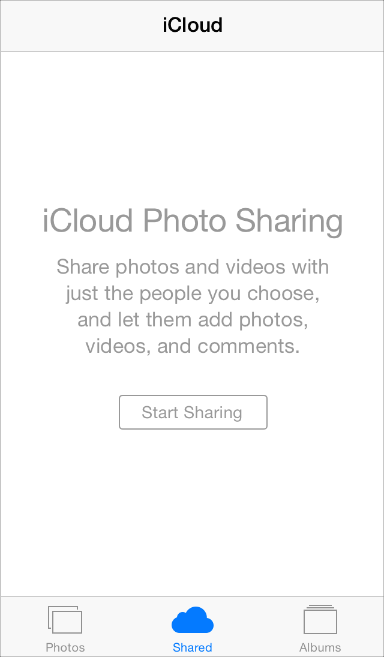 iCloud
iCloud Photo Sharing
Share photos and videos with
just the people you choose,
and let them add photos,
videos, and comments.
Start Sharing
Photos
Shared
Albums